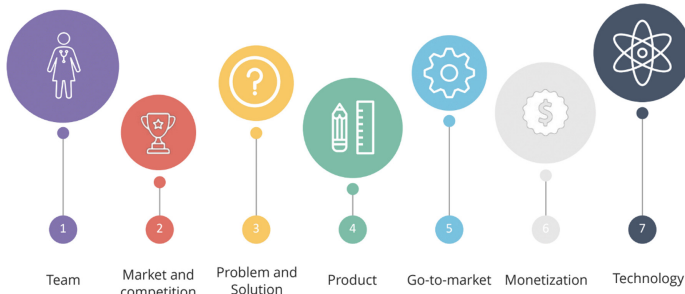 ?
$
1
2
3
4
5
6
7
Team
Market and
competition
Problem and
Solution
Product
Go-to-market
Monetization
Technology